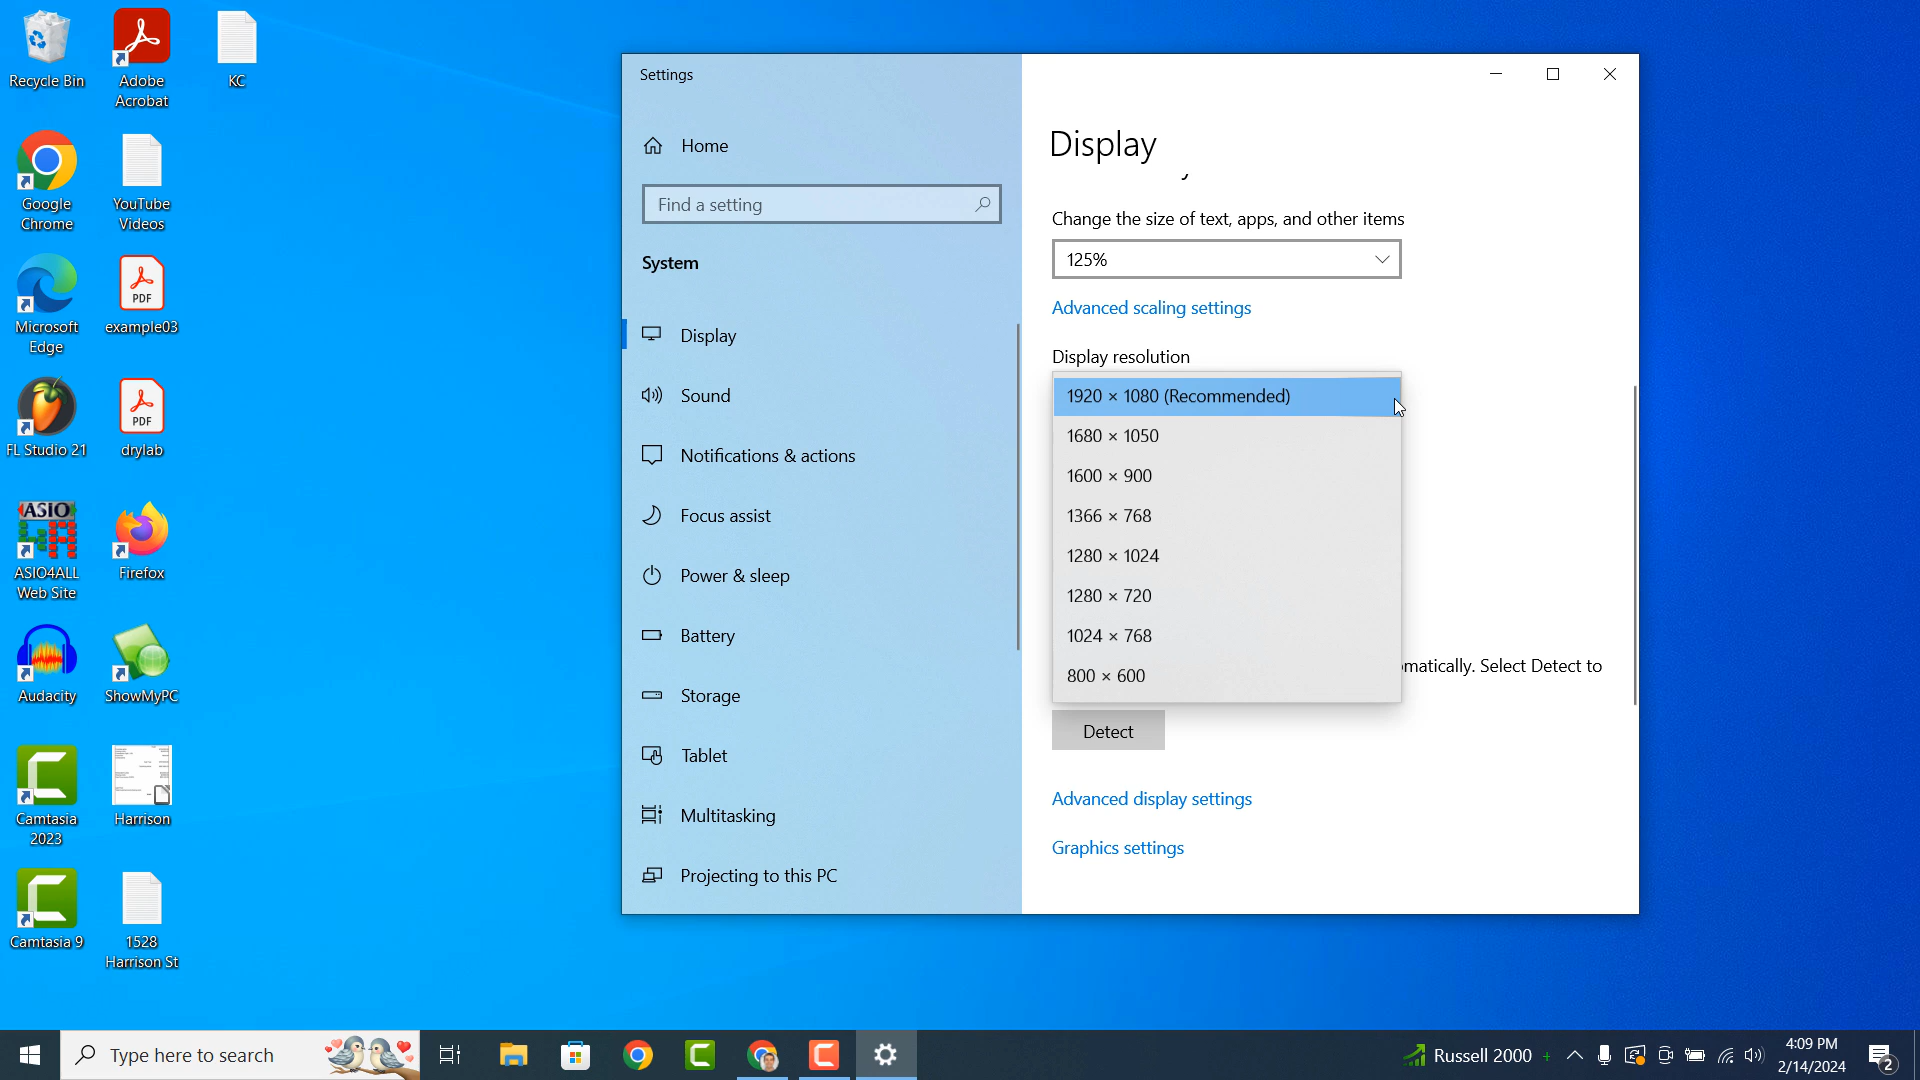 Recycle Bin
Adobe
Acrobat
KC
Google
Chrome
YouTube
Videos
Microsoft
Edge
PDF
example03
FL Studio 21
PDF
drylab
ASIO
ASIO4ALL
Web Site
Firefox
Audacity
ShowMyPC
Camtasia
2023
Harrison
Camtasia 9
1528
Harrison St
Settings
Home
Find a setting
System
Display
Sound
Notifications & actions
Focus assist
Power & sleep
Battery
Storage
Tablet
Multitasking
Projecting to this PC
Display
Change the size of text, apps, and other items
125%
Advanced scaling settings
Display resolution
1920 × 1080 (Recommended)
1680 × 1050
1600 × 900
1366 × 768
1280 × 1024
1280 × 720
1024 × 768
800 × 600
matically. Select Detect to
Detect
Advanced display settings
Graphics settings
Type here to search
Russell 2000 +
4:09 PM
2/14/2024
2